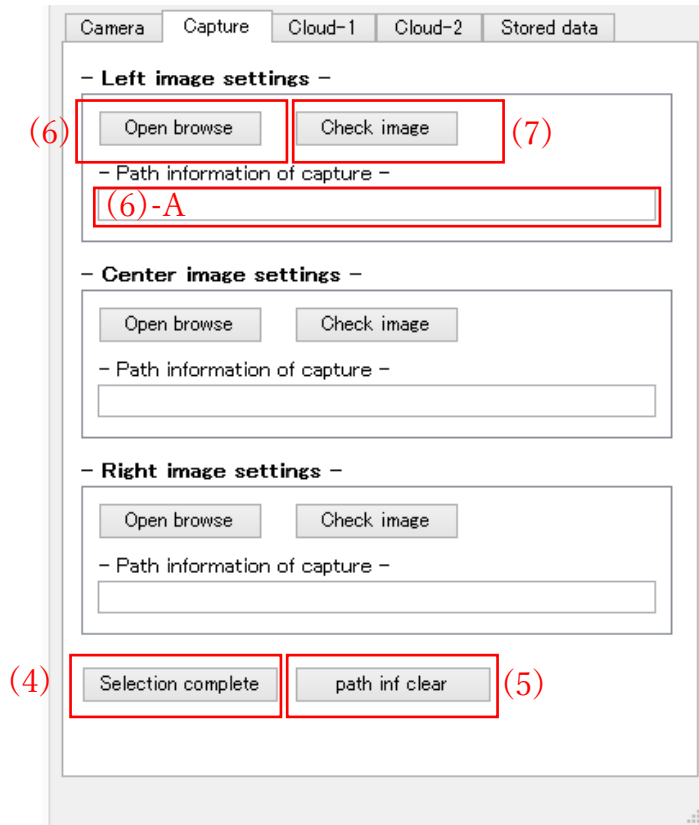 Camera Capture Cloud-1 Cloud-2 Stored data
- Left image settings -
(6) Open browse Check image (7)
- Path information of capture -
(6)-A
- Center image settings -
Open browse Check image
- Path information of capture -
- Right image settings -
Open browse Check image
- Path information of capture -
(4) Selection complete path inf clear (5)